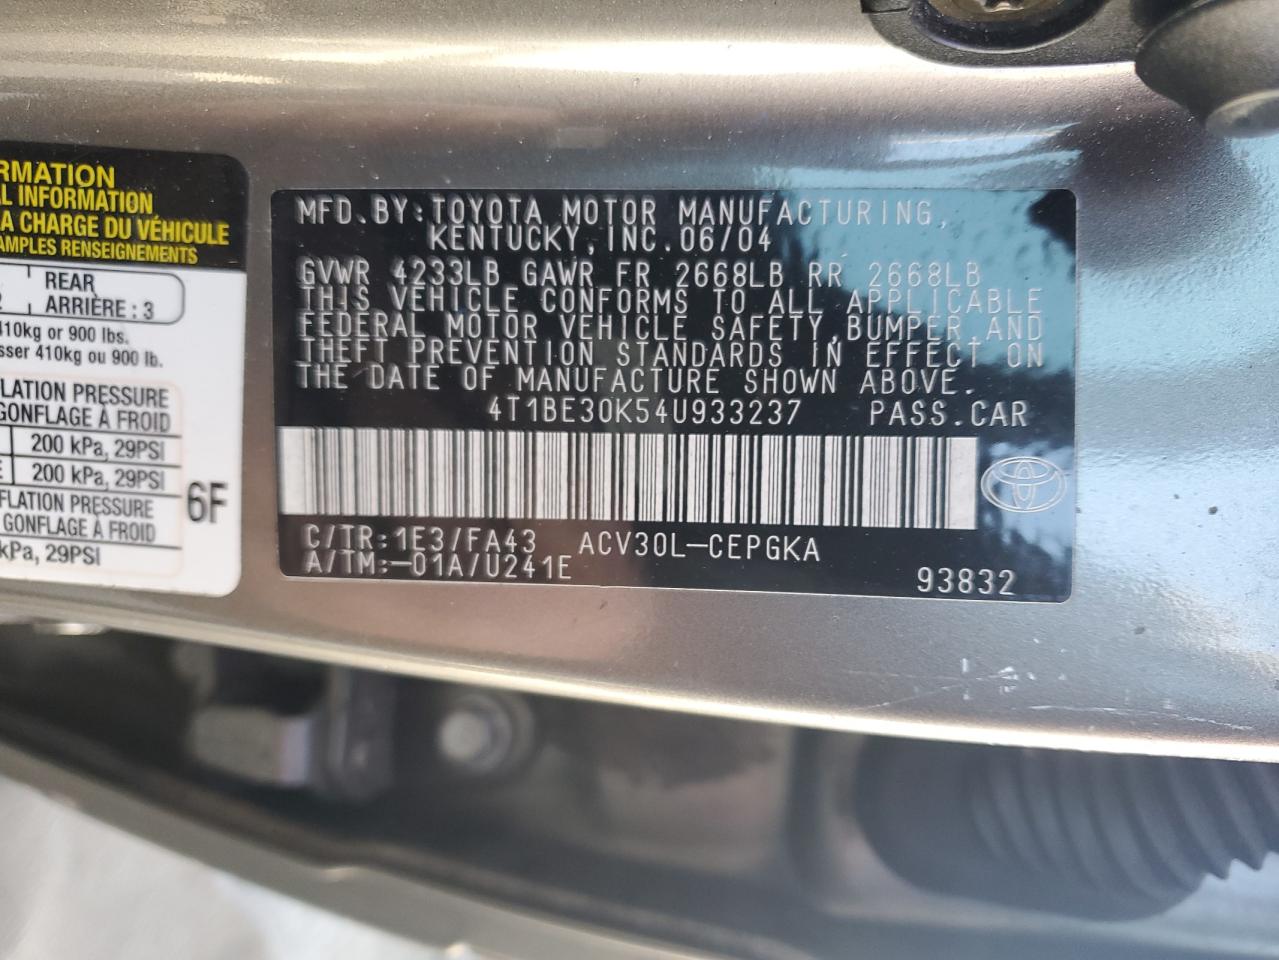 RMATION
L INFORMATION
A CHARGE DU VÉHICULE
AMPLES RENSEIGNEMENTS
REAR
ARRIÈRE : 3
410kg or 900 lbs.
sser 410kg ou 900 lb.
LATION PRESSURE
GONFLAGE À FROID
200 kPa, 29PSI
200 kPa, 29PSI
FLATION PRESSURE
GONFLAGE À FROID
kPa, 29PSI
6F
MFD.BY:TOYOTA MOTOR MANUFACTURING,
KENTUCKY,INC.06/04
GVWR 4233LB GAWR FR 2668LB RR 2668LB
THIS VEHICLE CONFORMS TO ALL APPLICABLE
FEDERAL MOTOR VEHICLE SAFETY,BUMPER,AND
THEFT PREVENTION STANDARDS IN EFFECT ON
THE DATE OF MANUFACTURE SHOWN ABOVE.
4T1BE30K54U933237 PASS.CAR
C/TR:1E3/FA43 ACV30L-CEPGKA
A/TM:-01A/U241E
93832